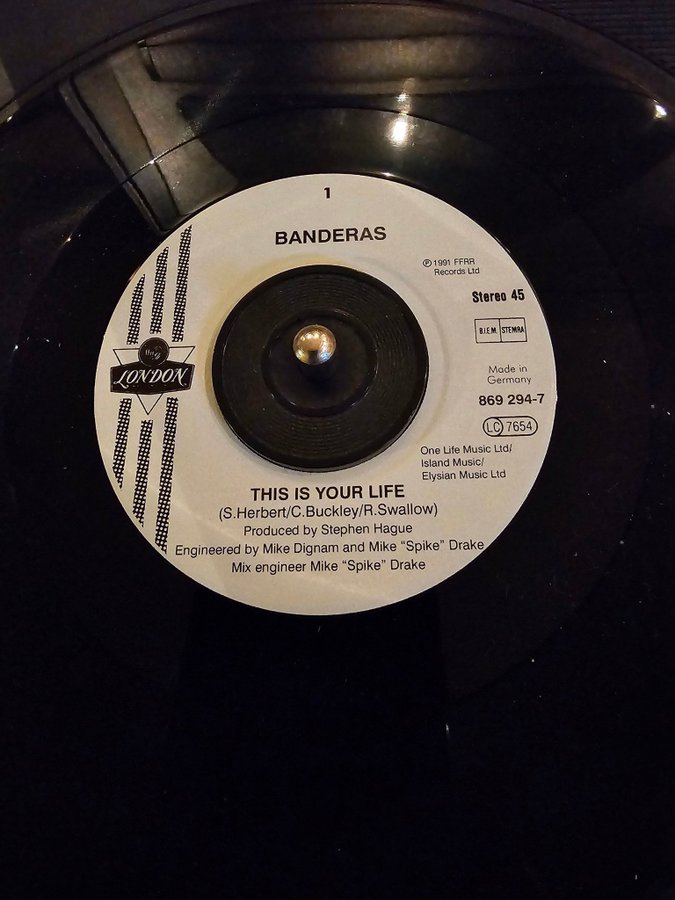 1
BANDERAS
℗ 1991 FFRR
Records Ltd
Stereo 45
B.I.E.M. STEMRA
LONDON
Made in
Germany
869 294-7
LC 7654
One Life Music Ltd/
Island Music/
Elysian Music Ltd
THIS IS YOUR LIFE
(S.Herbert/C.Buckley/R.Swallow)
Produced by Stephen Hague
Engineered by Mike Dignam and Mike “Spike” Drake
Mix engineer Mike “Spike” Drake